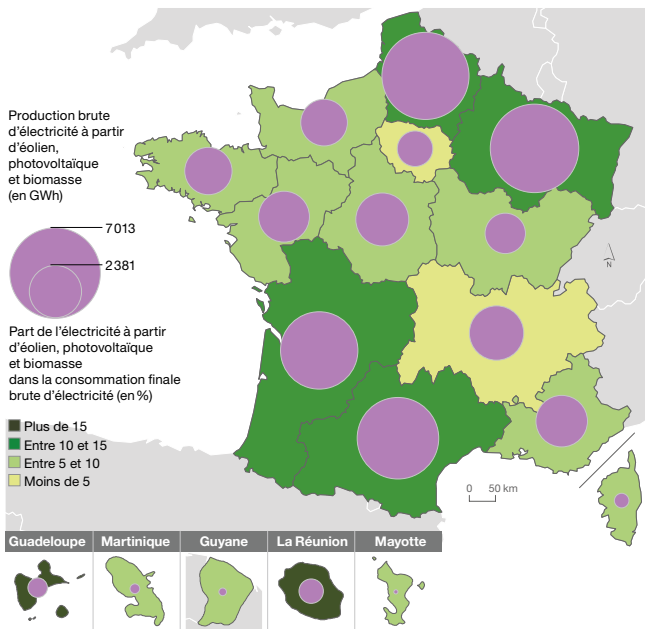 Production brute
d'électricité à partir
d'éolien,
photovoltaïque
et biomasse
(en GWh)
7 013
2 381
Part de l'électricité à partir
d'éolien, photovoltaïque
et biomasse
dans la consommation finale
brute d'électricité (en %)
Plus de 15
Entre 10 et 15
Entre 5 et 10
Moins de 5
N
0 50 km
Guadeloupe Martinique Guyane La Réunion Mayotte